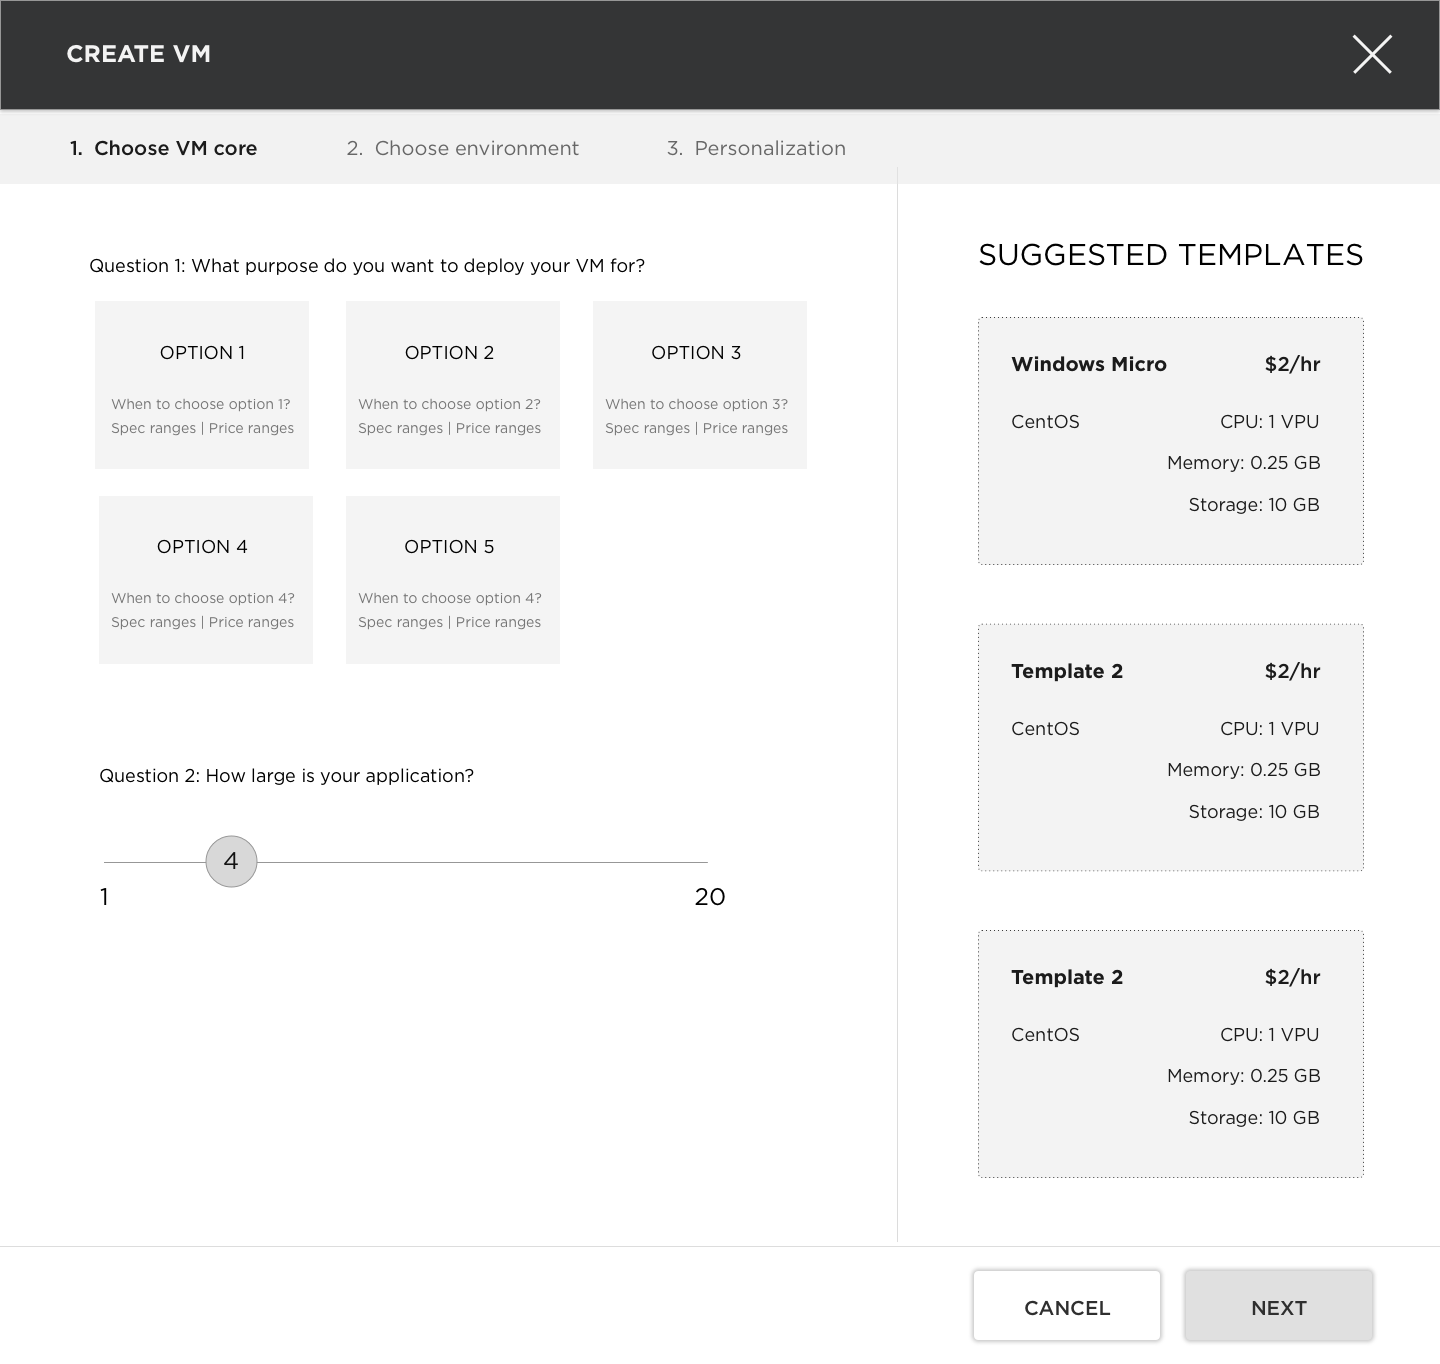 CREATE VM
1. Choose VM core
2. Choose environment
3. Personalization
Question 1: What purpose do you want to deploy your VM for?
OPTION 1
When to choose option 1?
Spec ranges | Price ranges
OPTION 2
When to choose option 2?
Spec ranges | Price ranges
OPTION 3
When to choose option 3?
Spec ranges | Price ranges
OPTION 4
When to choose option 4?
Spec ranges | Price ranges
OPTION 5
When to choose option 4?
Spec ranges | Price ranges
Question 2: How large is your application?
4
1
20
SUGGESTED TEMPLATES
Windows Micro $2/hr
CentOS CPU: 1 VPU
Memory: 0.25 GB
Storage: 10 GB
Template 2 $2/hr
CentOS CPU: 1 VPU
Memory: 0.25 GB
Storage: 10 GB
Template 2 $2/hr
CentOS CPU: 1 VPU
Memory: 0.25 GB
Storage: 10 GB
CANCEL
NEXT